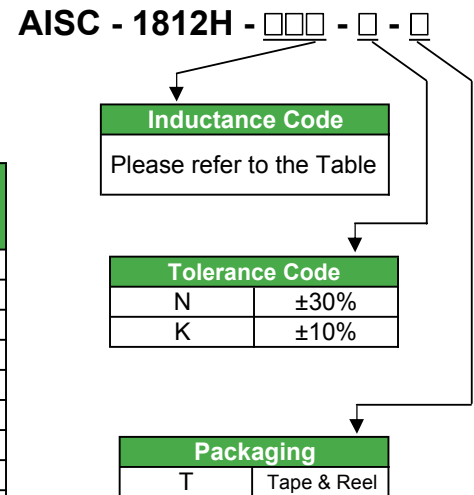 AISC - 1812H - □□□ - □ - □
Inductance Code
Please refer to the Table
Tolerance Code
N ±30%
K ±10%
Packaging
T Tape & Reel